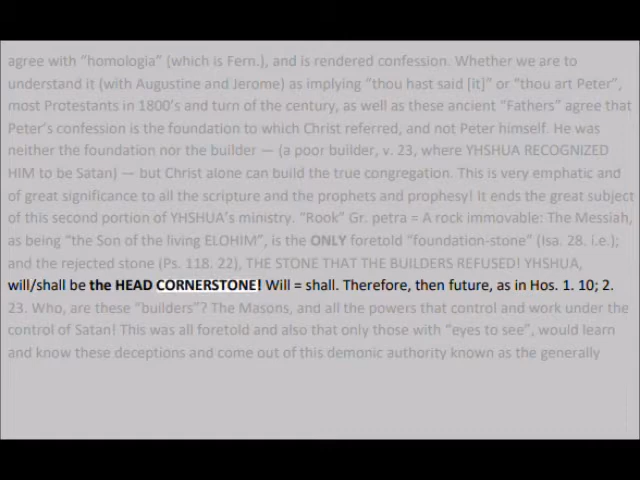 agree with “homologia” (which is Fern.), and is rendered confession. Whether we are to
understand it (with Augustine and Jerome) as implying “thou hast said [it]” or “thou art Peter”,
most Protestants in 1800’s and turn of the century, as well as these ancient “Fathers” agree that
Peter’s confession is the foundation to which Christ referred, and not Peter himself. He was
neither the foundation nor the builder — (a poor builder, v. 23, where YHSHUA RECOGNIZED
HIM to be Satan) — but Christ alone can build the true congregation. This is very emphatic and
of great significance to all the scripture and the prophets and prophesy! It ends the great subject
of this second portion of YHSHUA’s ministry. “Rook” Gr. petra = A rock immovable: The Messiah,
as being “the Son of the living ELOHIM”, is the ONLY foretold “foundation-stone” (Isa. 28. i.e.);
and the rejected stone (Ps. 118. 22), THE STONE THAT THE BUILDERS REFUSED! YHSHUA,
will/shall be the HEAD CORNERSTONE! Will = shall. Therefore, then future, as in Hos. 1. 10; 2.
23. Who, are these “builders”? The Masons, and all the powers that control and work under the
control of Satan! This was all foretold and also that only those with “eyes to see”, would learn
and know these deceptions and come out of this demonic authority known as the generally